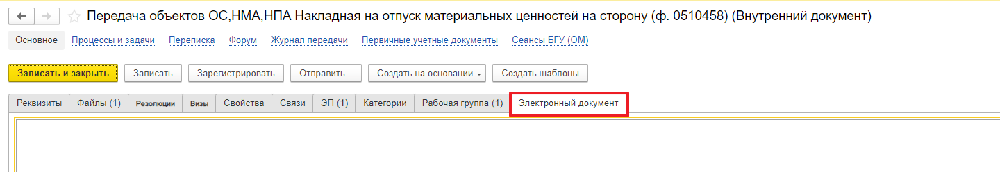 Передача объектов ОС,НМА,НПА Накладная на отпуск материальных ценностей на сторону (ф. 0510458) (Внутренний документ)
Основное Процессы и задачи Переписка Форум Журнал передачи Первичные учетные документы Сеансы БГУ (ОМ)
Записать и закрыть Записать Зарегистрировать Отправить... Создать на основании Создать шаблоны
Реквизиты Файлы (1) Резолюции Визы Свойства Связи ЭП (1) Категории Рабочая группа (1) Электронный документ